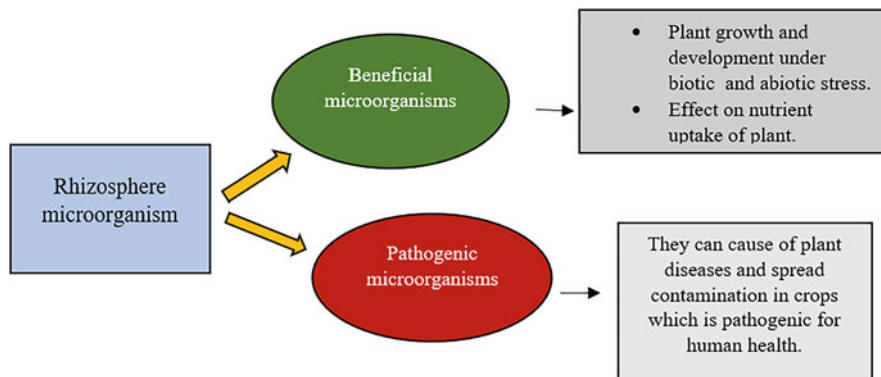 Rhizosphere
microorganism
Beneficial
microorganisms
• Plant growth and
development under
biotic and abiotic stress.
• Effect on nutrient
uptake of plant.
Pathogenic
microorganisms
They can cause of plant
diseases and spread
contamination in crops
which is pathogenic for
human health.